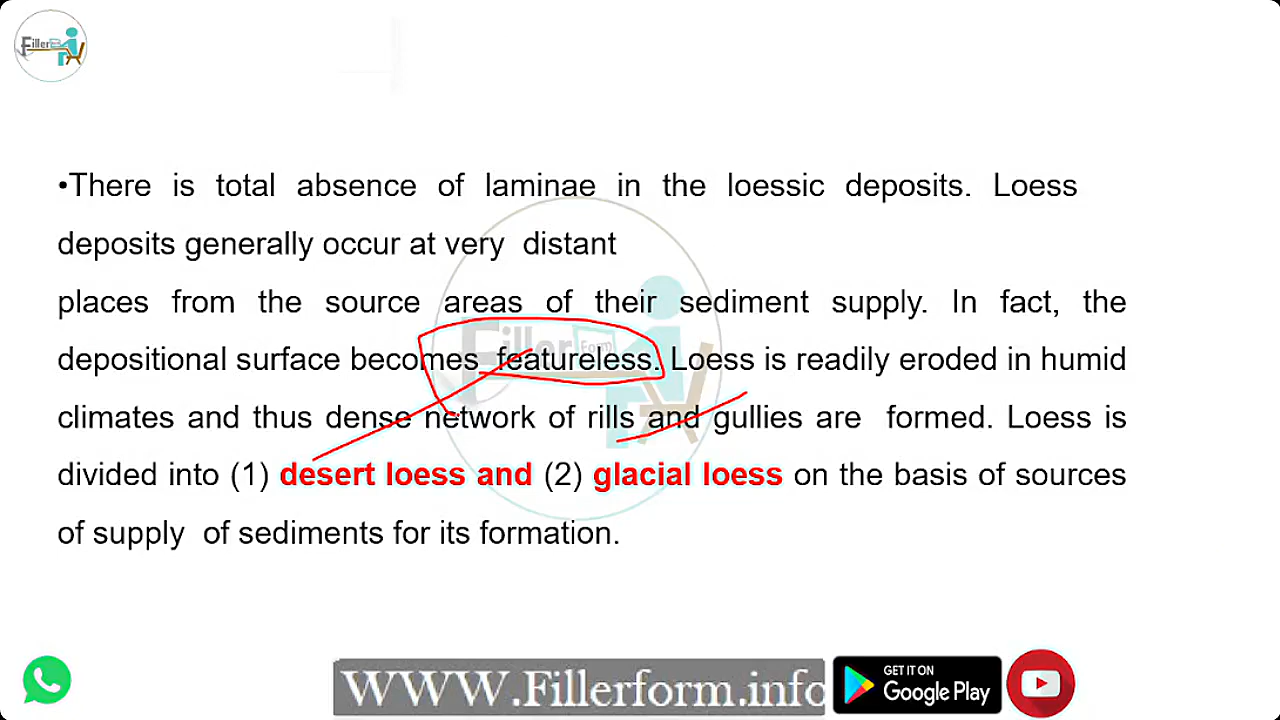 Filler
•There is total absence of laminae in the loessic deposits. Loess
deposits generally occur at very distant
places from the source areas of their sediment supply. In fact, the
depositional surface becomes featureless. Loess is readily eroded in humid
climates and thus dense network of rills and gullies are formed. Loess is
divided into (1) desert loess and (2) glacial loess on the basis of sources
of supply of sediments for its formation.
Filler Form
WWW.Fillerform.info
GET IT ON
Google Play